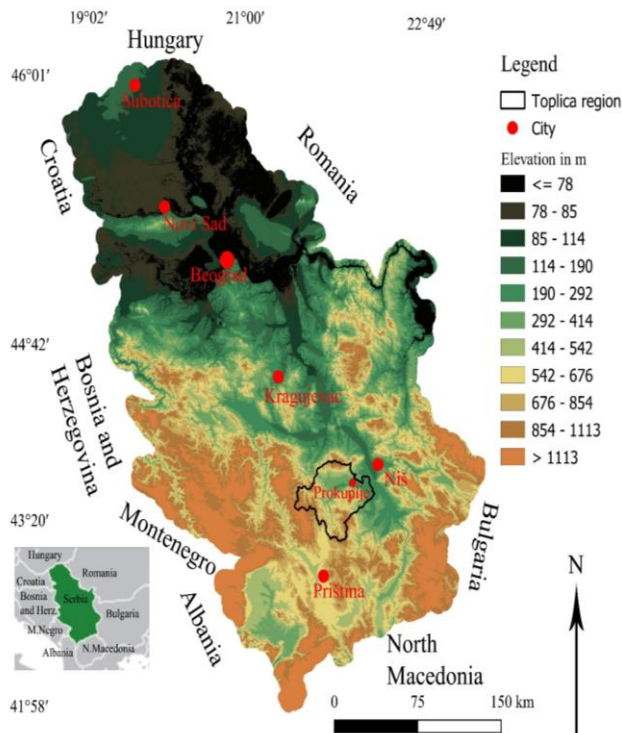 19°02'
21°00'
22°49'
Hungary
46°01'
Subotica
Croatia
Romania
Novi Sad
Beograd
44°42'
Bosnia and
Herzegovina
Kragujevac
Niš
Prokuplje
43°20'
Montenegro
Bulgaria
Priština
Albania
North
Macedonia
41°58'
0 75 150 km
N
Legend
Toplica region
City
Elevation in m
<= 78
78 - 85
85 - 114
114 - 190
190 - 292
292 - 414
414 - 542
542 - 676
676 - 854
854 - 1113
> 1113
Hungary
Croatia
Romania
Bosnia
and Herz.
Serbia
Bulgaria
M.Negro
Albania
N.Macedonia